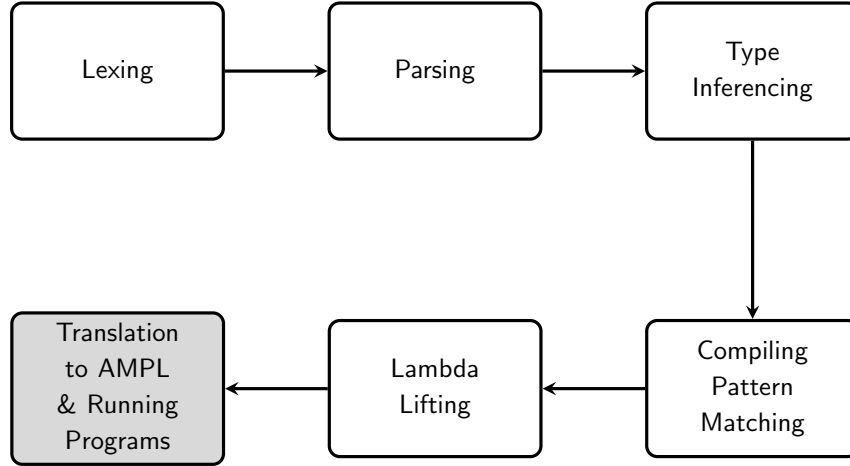 Lexing
Parsing
Type
Inferencing
Translation
to AMPL
& Running
Programs
Lambda
Lifting
Compiling
Pattern
Matching